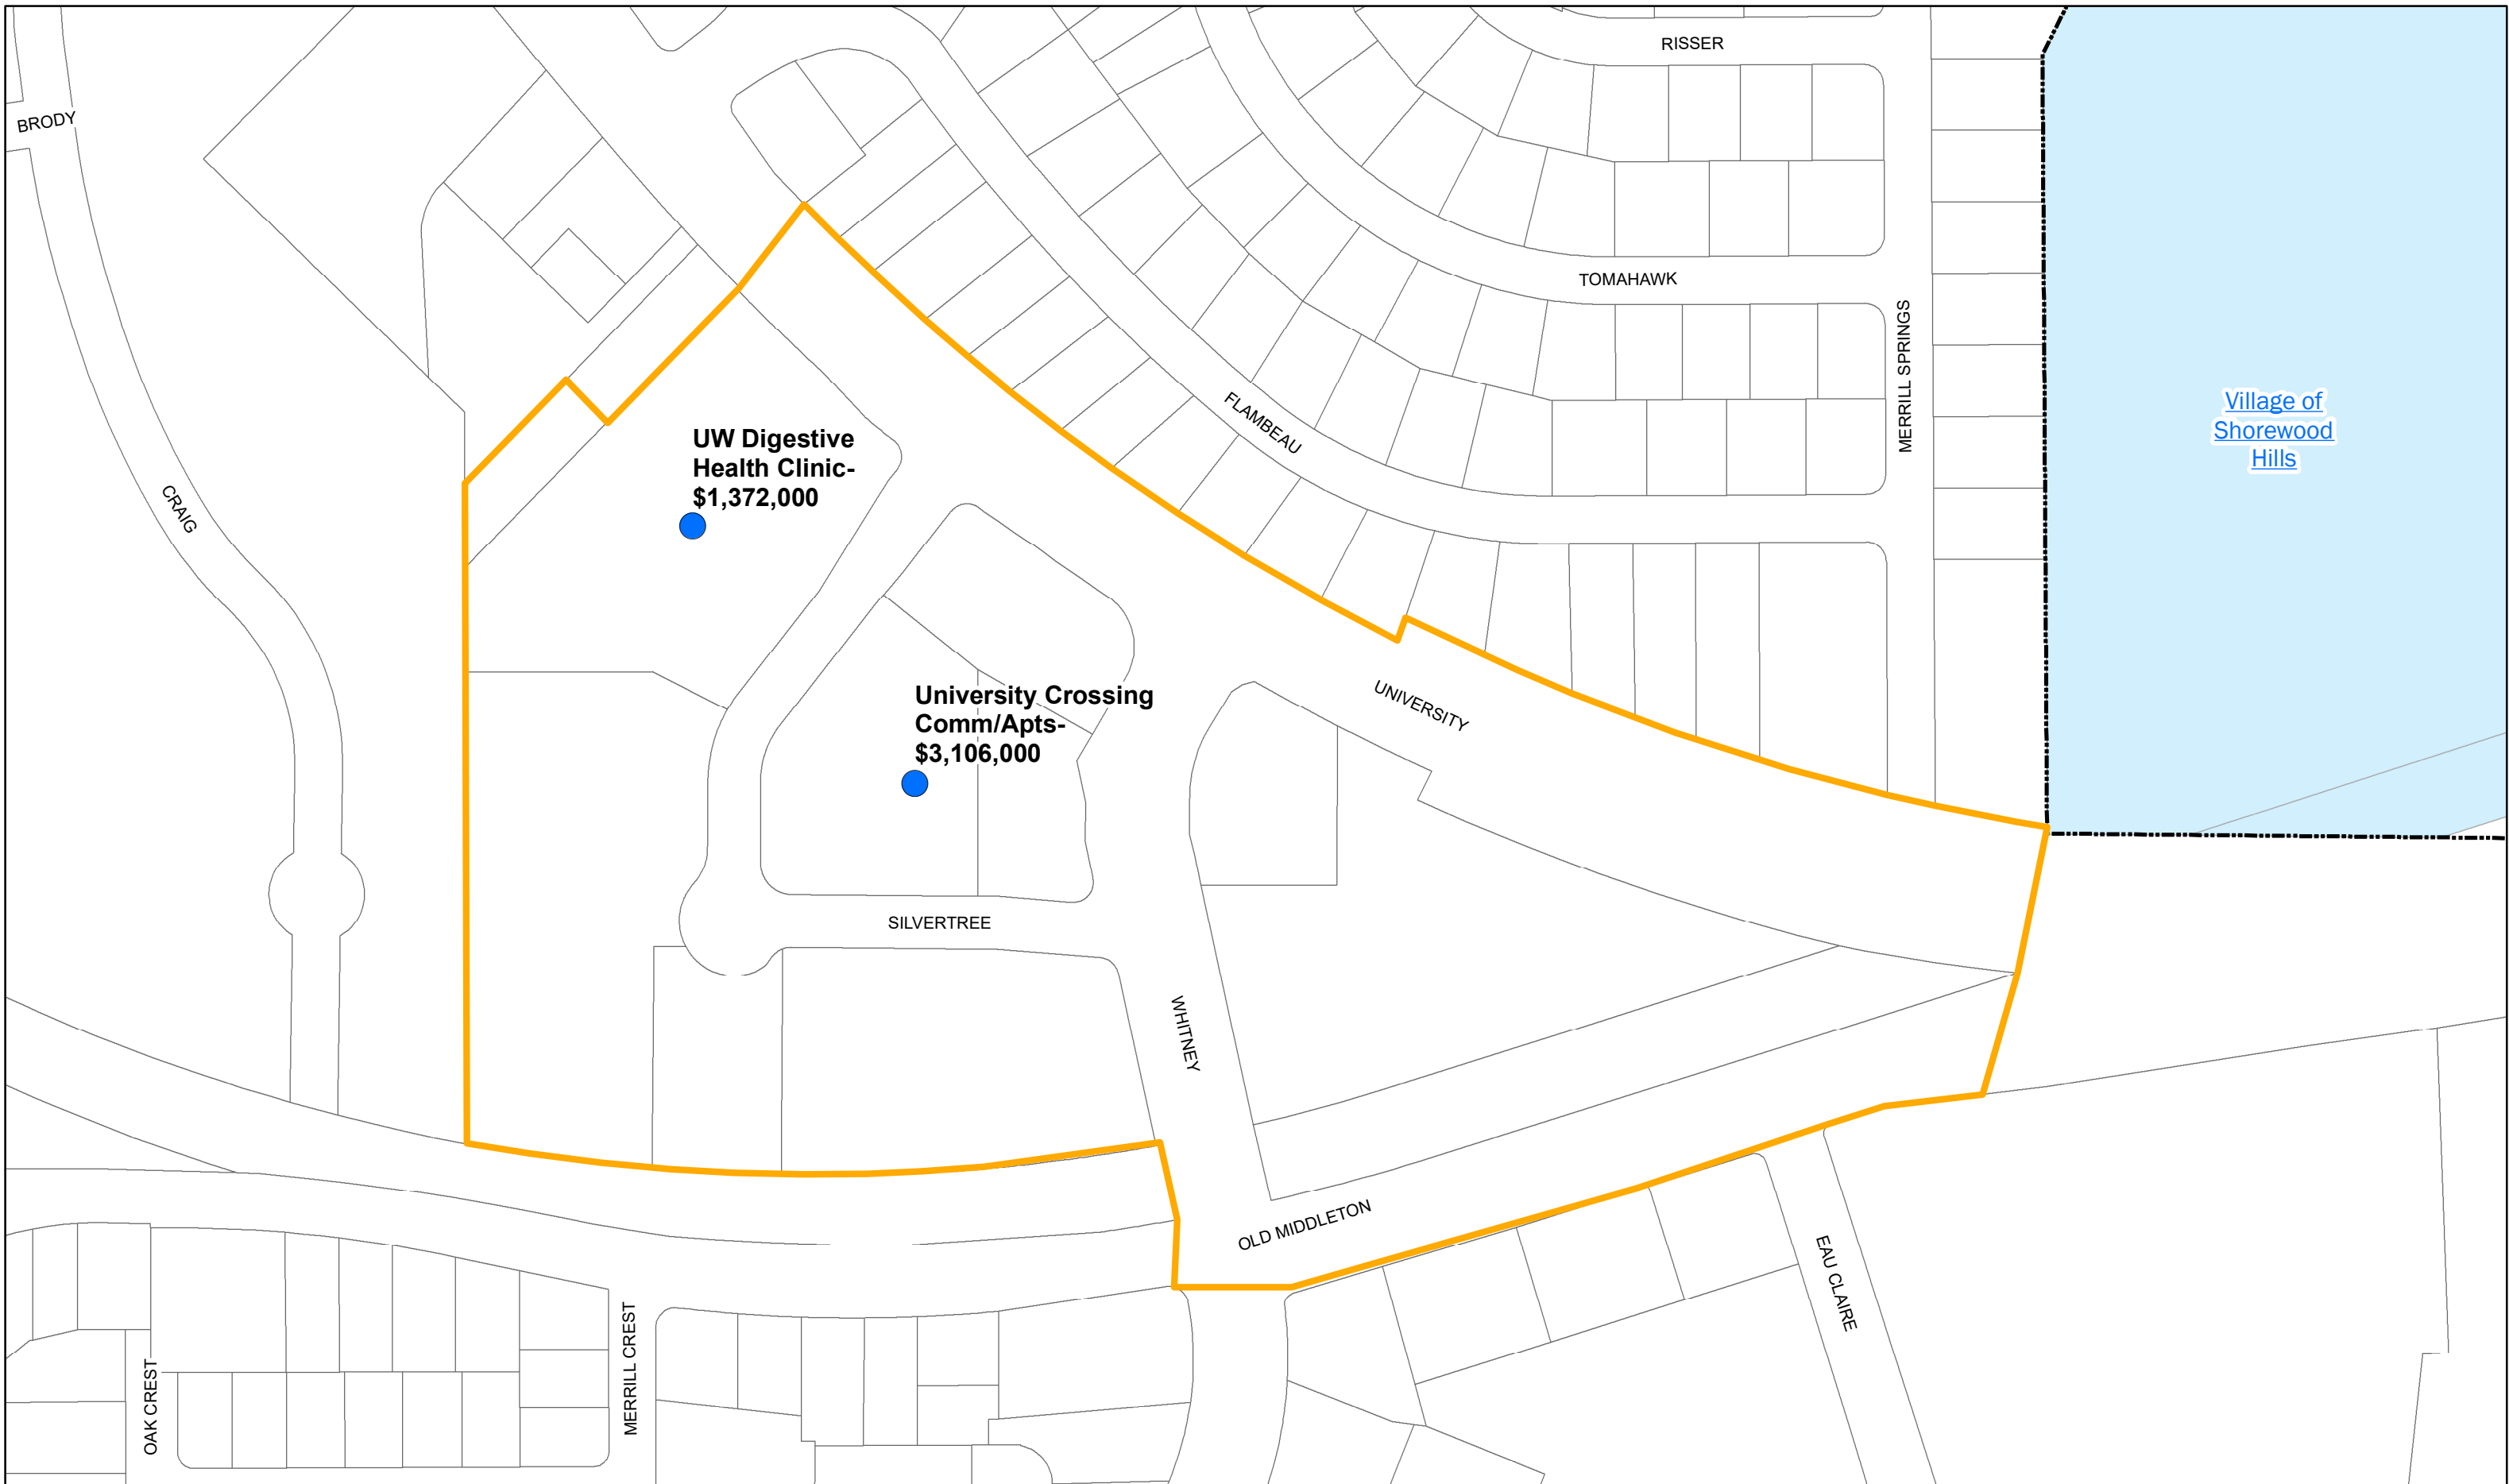 RISSER
BRODY
TOMAHAWK
MERRILL SPRINGS
Village of
Shorewood
Hills
FLAMBEAU
UW Digestive
Health Clinic-
$1,372,000
CRAIG
UNIVERSITY
University Crossing
Comm/Apts-
$3,106,000
SILVERTREE
WHITNEY
OLD MIDDLETON
EAU CLAIRE
MERRILL CREST
OAK CREST